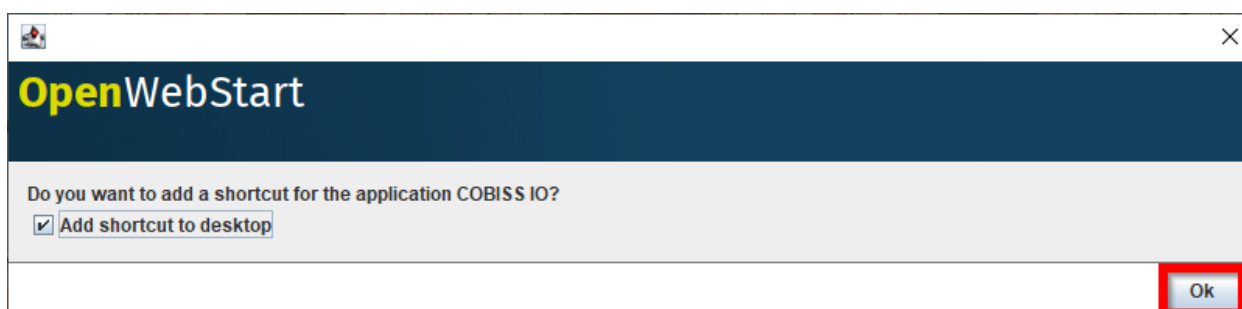 OpenWebStart
Do you want to add a shortcut for the application COBISS IO?
Add shortcut to desktop
Ok